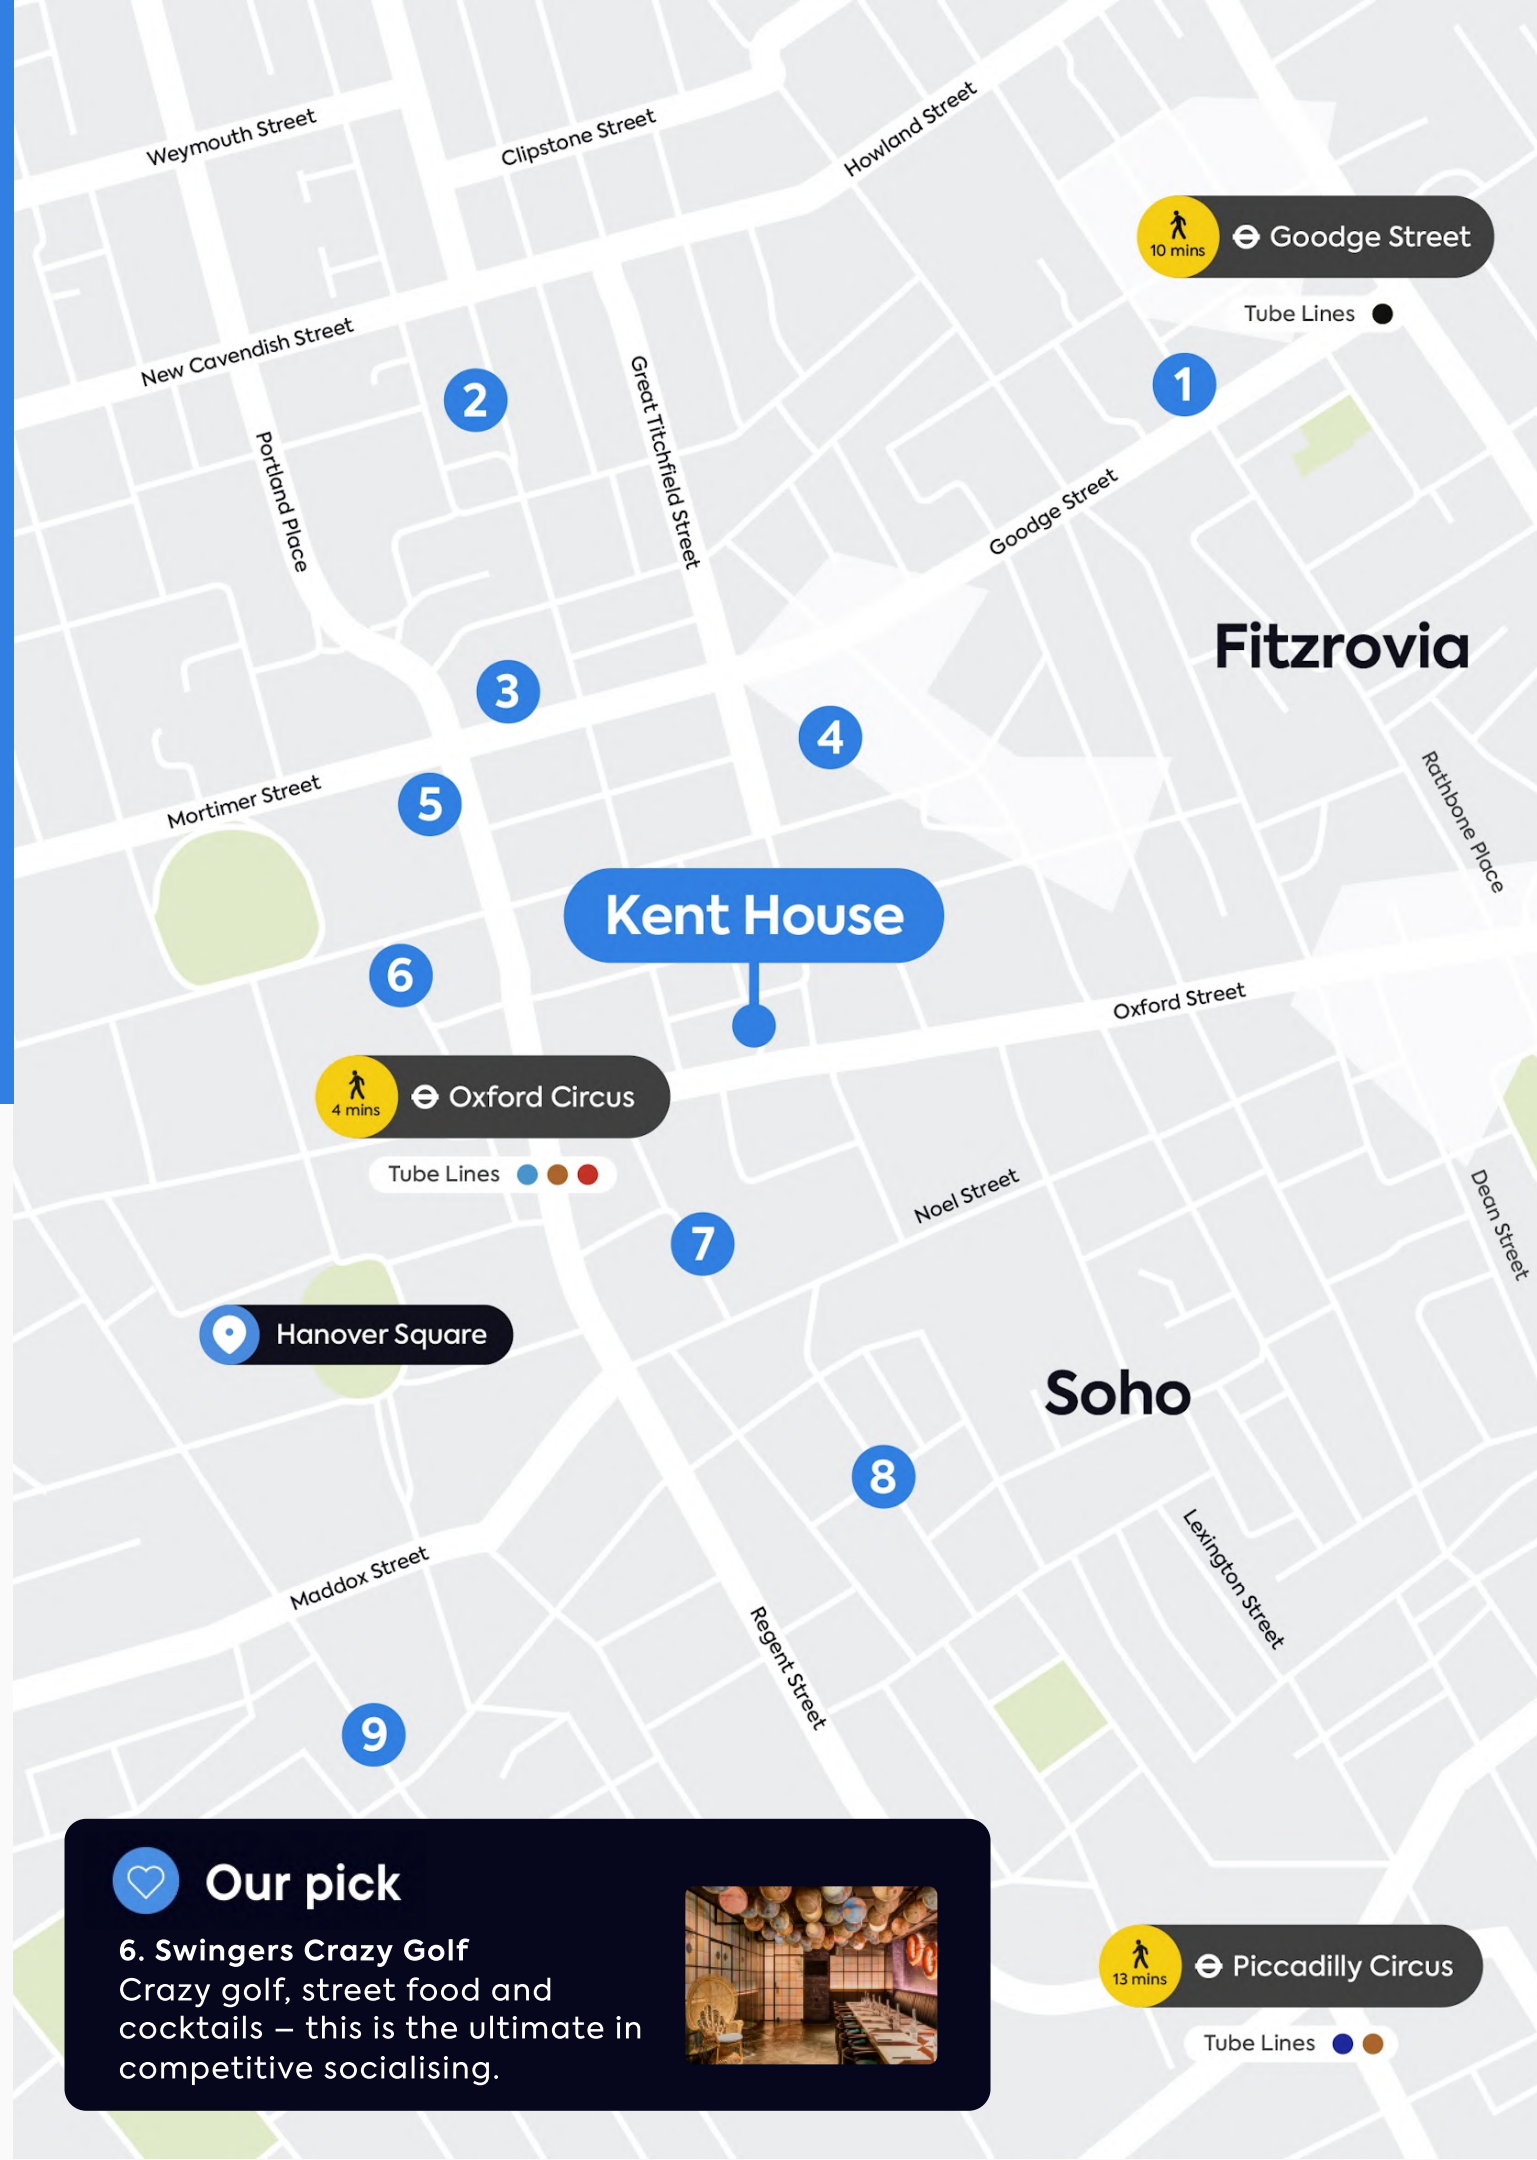 Weymouth Street
Clipstone Street
Howland Street
10 mins
Goodge Street
Tube Lines
New Cavendish Street
1
2
Great Titchfield Street
Portland Place
Goodge Street
Fitzrovia
3
4
Rathbone Place
Mortimer Street
5
Kent House
6
Oxford Street
4 mins
Oxford Circus
Tube Lines
Noel Street
Dean Street
7
Hanover Square
Soho
8
Lexington Street
Maddox Street
Regent Street
9
Our pick
6. Swingers Crazy Golf
Crazy golf, street food and
cocktails – this is the ultimate in
competitive socialising.
13 mins
Piccadilly Circus
Tube Lines